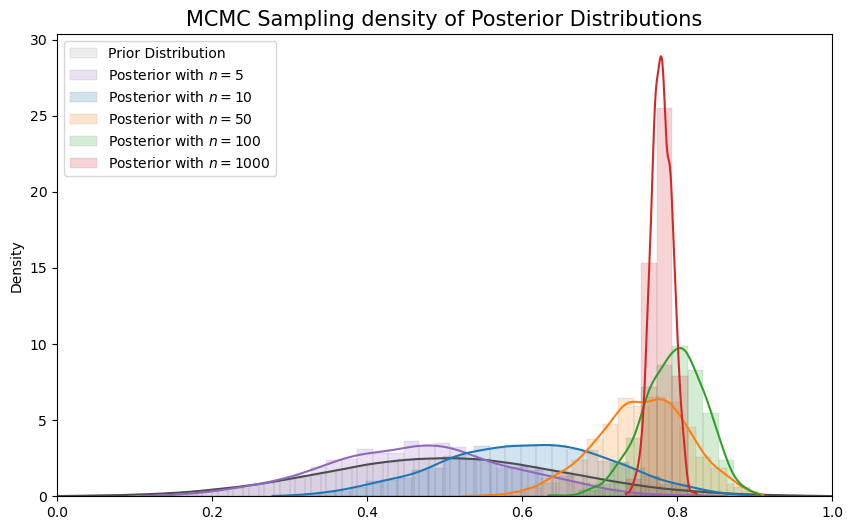 MCMC Sampling density of Posterior Distributions
Prior Distribution
Posterior with n = 5
Posterior with n = 10
Posterior with n = 50
Posterior with n = 100
Posterior with n = 1000
Density
30
25
20
15
10
5
0
0.0 0.2 0.4 0.6 0.8 1.0